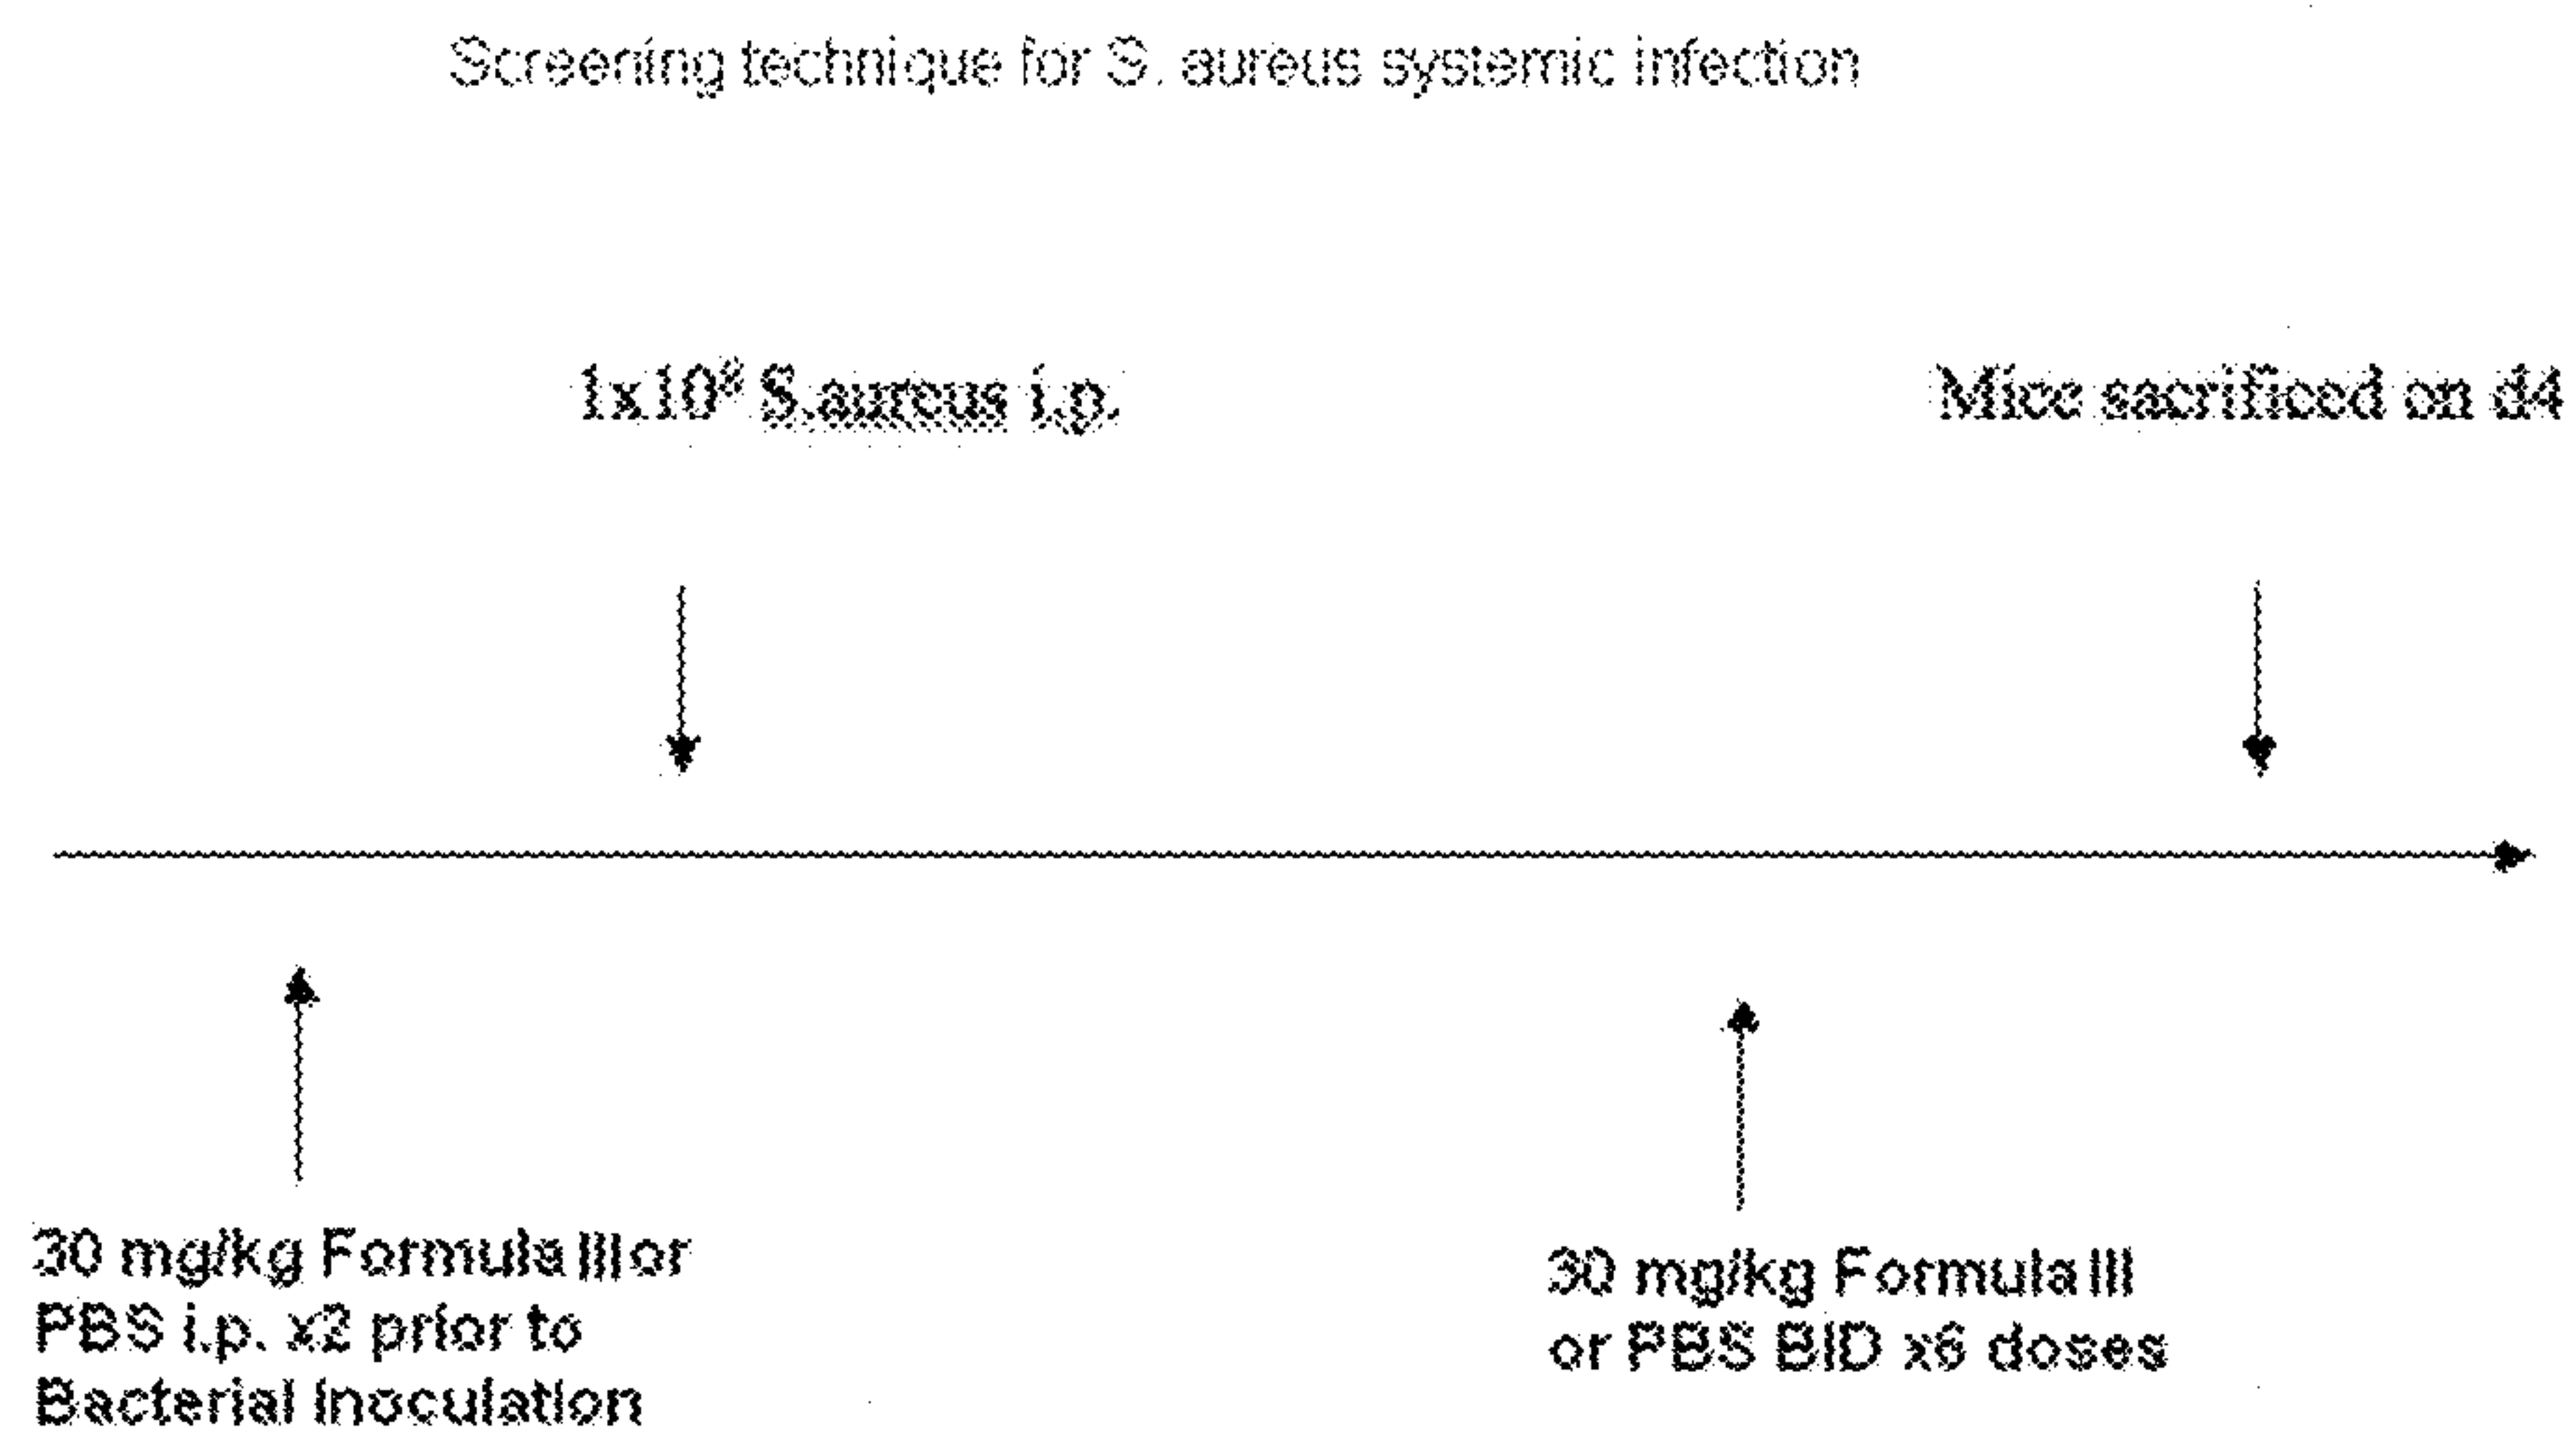 Screening technique for S. aureus systemic infection
1x10⁸ S.aureus i.p.
Mice sacrificed on d4
30 mg/kg Formula III or
PBS i.p. x2 prior to
Bacterial Inoculation
30 mg/kg Formula III
or PBS BID x6 doses